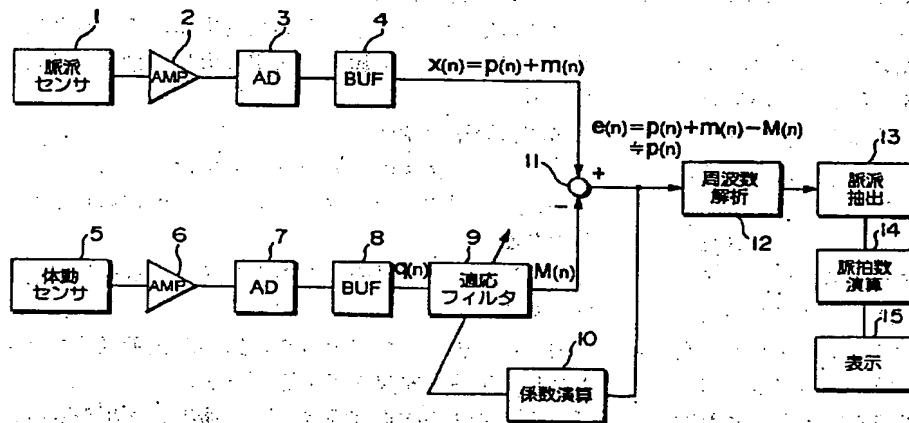 1
脈派
センサ
2
AMP
3
AD
4
BUF
x(n)=p(n)+m(n)
e(n)=p(n)+m(n)-M(n)
≒p(n)
11
+
-
周波数
解析
12
13
脈派
抽出
14
脈拍数
演算
15
表示
5
体動
センサ
6
AMP
7
AD
8
BUF
q(n)
9
適応
フィルタ
M(n)
10
係数演算